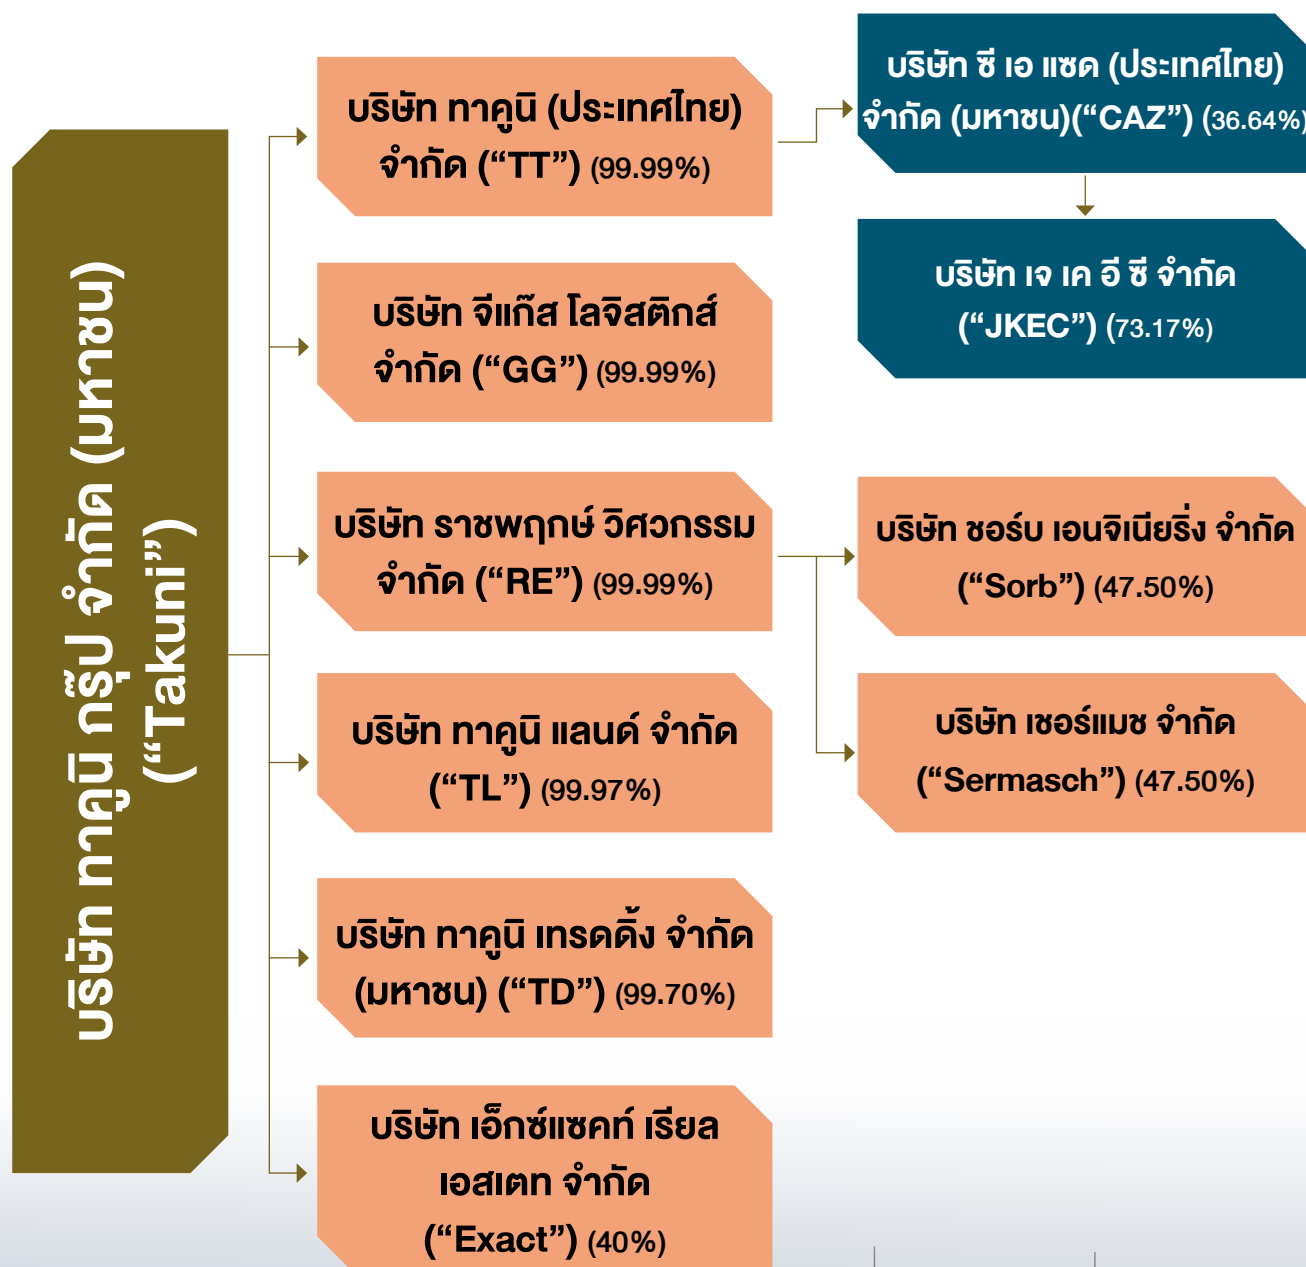 บริษัท ทาคูนิ กรุ๊ป จำกัด (มหาชน)
(“Takuni”)
บริษัท ทาคูนิ (ประเทศไทย)
จำกัด (“TT”) (99.99%)
บริษัท ซี เอ แซด (ประเทศไทย)
จำกัด (มหาชน)(“CAZ”) (36.64%)
บริษัท เจ เค อี ซี จำกัด
(“JKEC”) (73.17%)
บริษัท จีแก๊ส โลจิสติกส์
จำกัด (“GG”) (99.99%)
บริษัท ราชพฤกษ์ วิศวกรรม
จำกัด (“RE”) (99.99%)
บริษัท ซอร์บ เอนจิเนียริ่ง จำกัด
(“Sorb”) (47.50%)
บริษัท เซอร์แมช จำกัด
(“Sermasch”) (47.50%)
บริษัท ทาคูนิ แลนด์ จำกัด
(“TL”) (99.97%)
บริษัท ทาคูนิ เทรดดิ้ง จำกัด
(มหาชน) (“TD”) (99.70%)
บริษัท เอ็กซ์แซคท์ เรียล
เอสเตท จำกัด
(“Exact”) (40%)